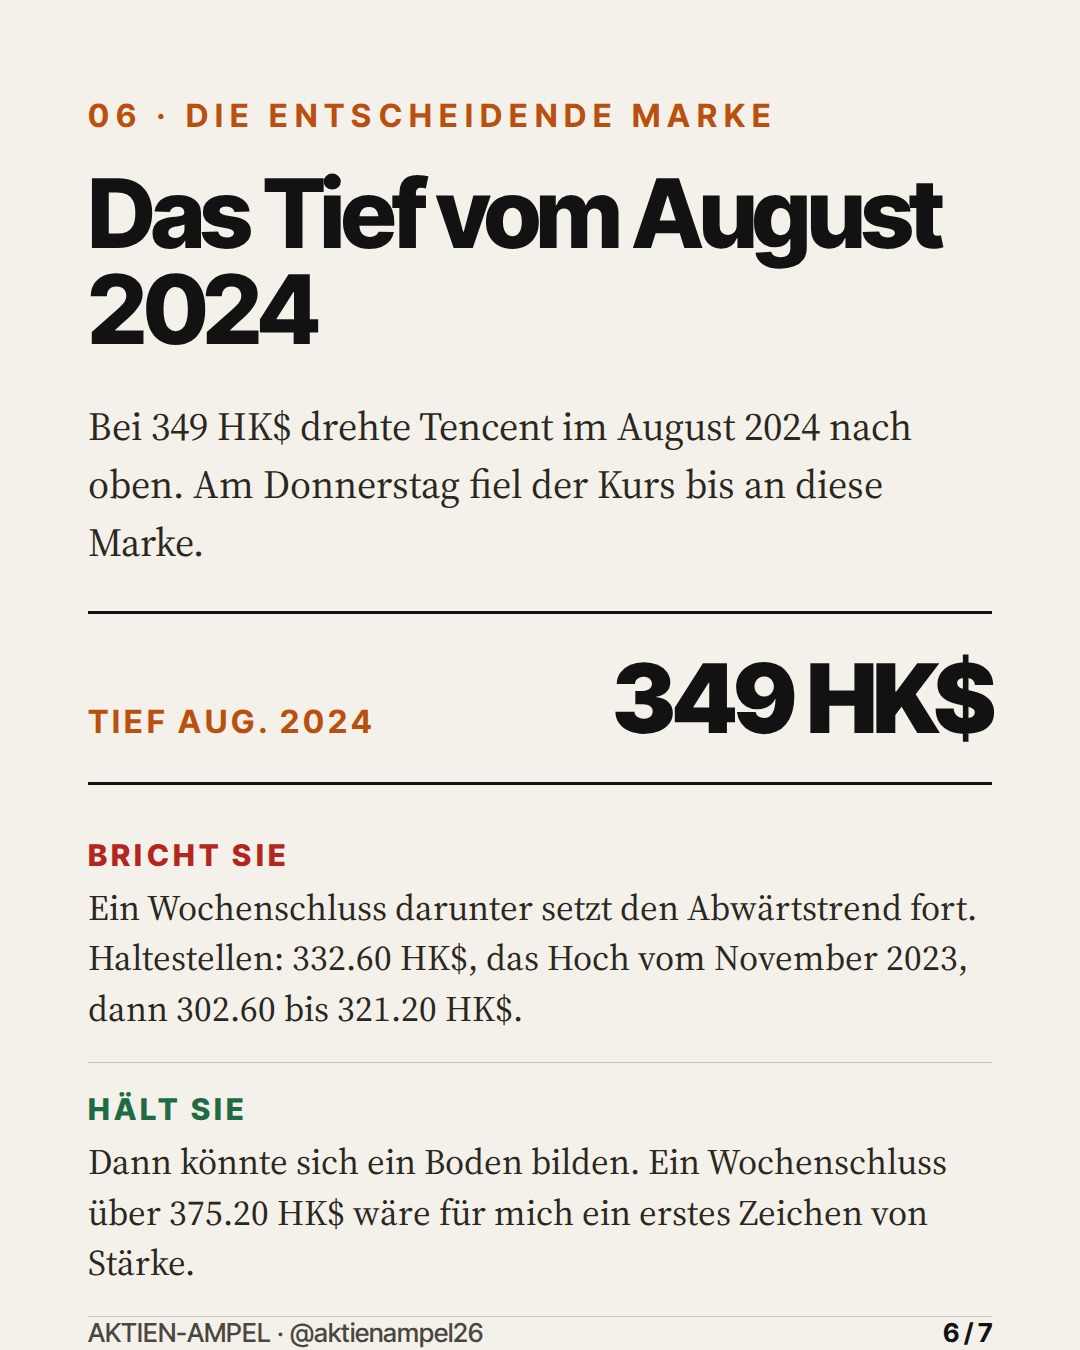 06 · DIE ENTSCHEIDENDE MARKE
Das Tief vom August
2024
Bei 349 HK$ drehte Tencent im August 2024 nach
oben. Am Donnerstag fiel der Kurs bis an diese
Marke.
TIEF AUG. 2024 349 HK$
BRICHT SIE
Ein Wochenschluss darunter setzt den Abwärtstrend fort.
Haltestellen: 332.60 HK$, das Hoch vom November 2023,
dann 302.60 bis 321.20 HK$.
HÄLT SIE
Dann könnte sich ein Boden bilden. Ein Wochenschluss
über 375.20 HK$ wäre für mich ein erstes Zeichen von
Stärke.
AKTIEN-AMPEL · @aktienampel26 6 / 7